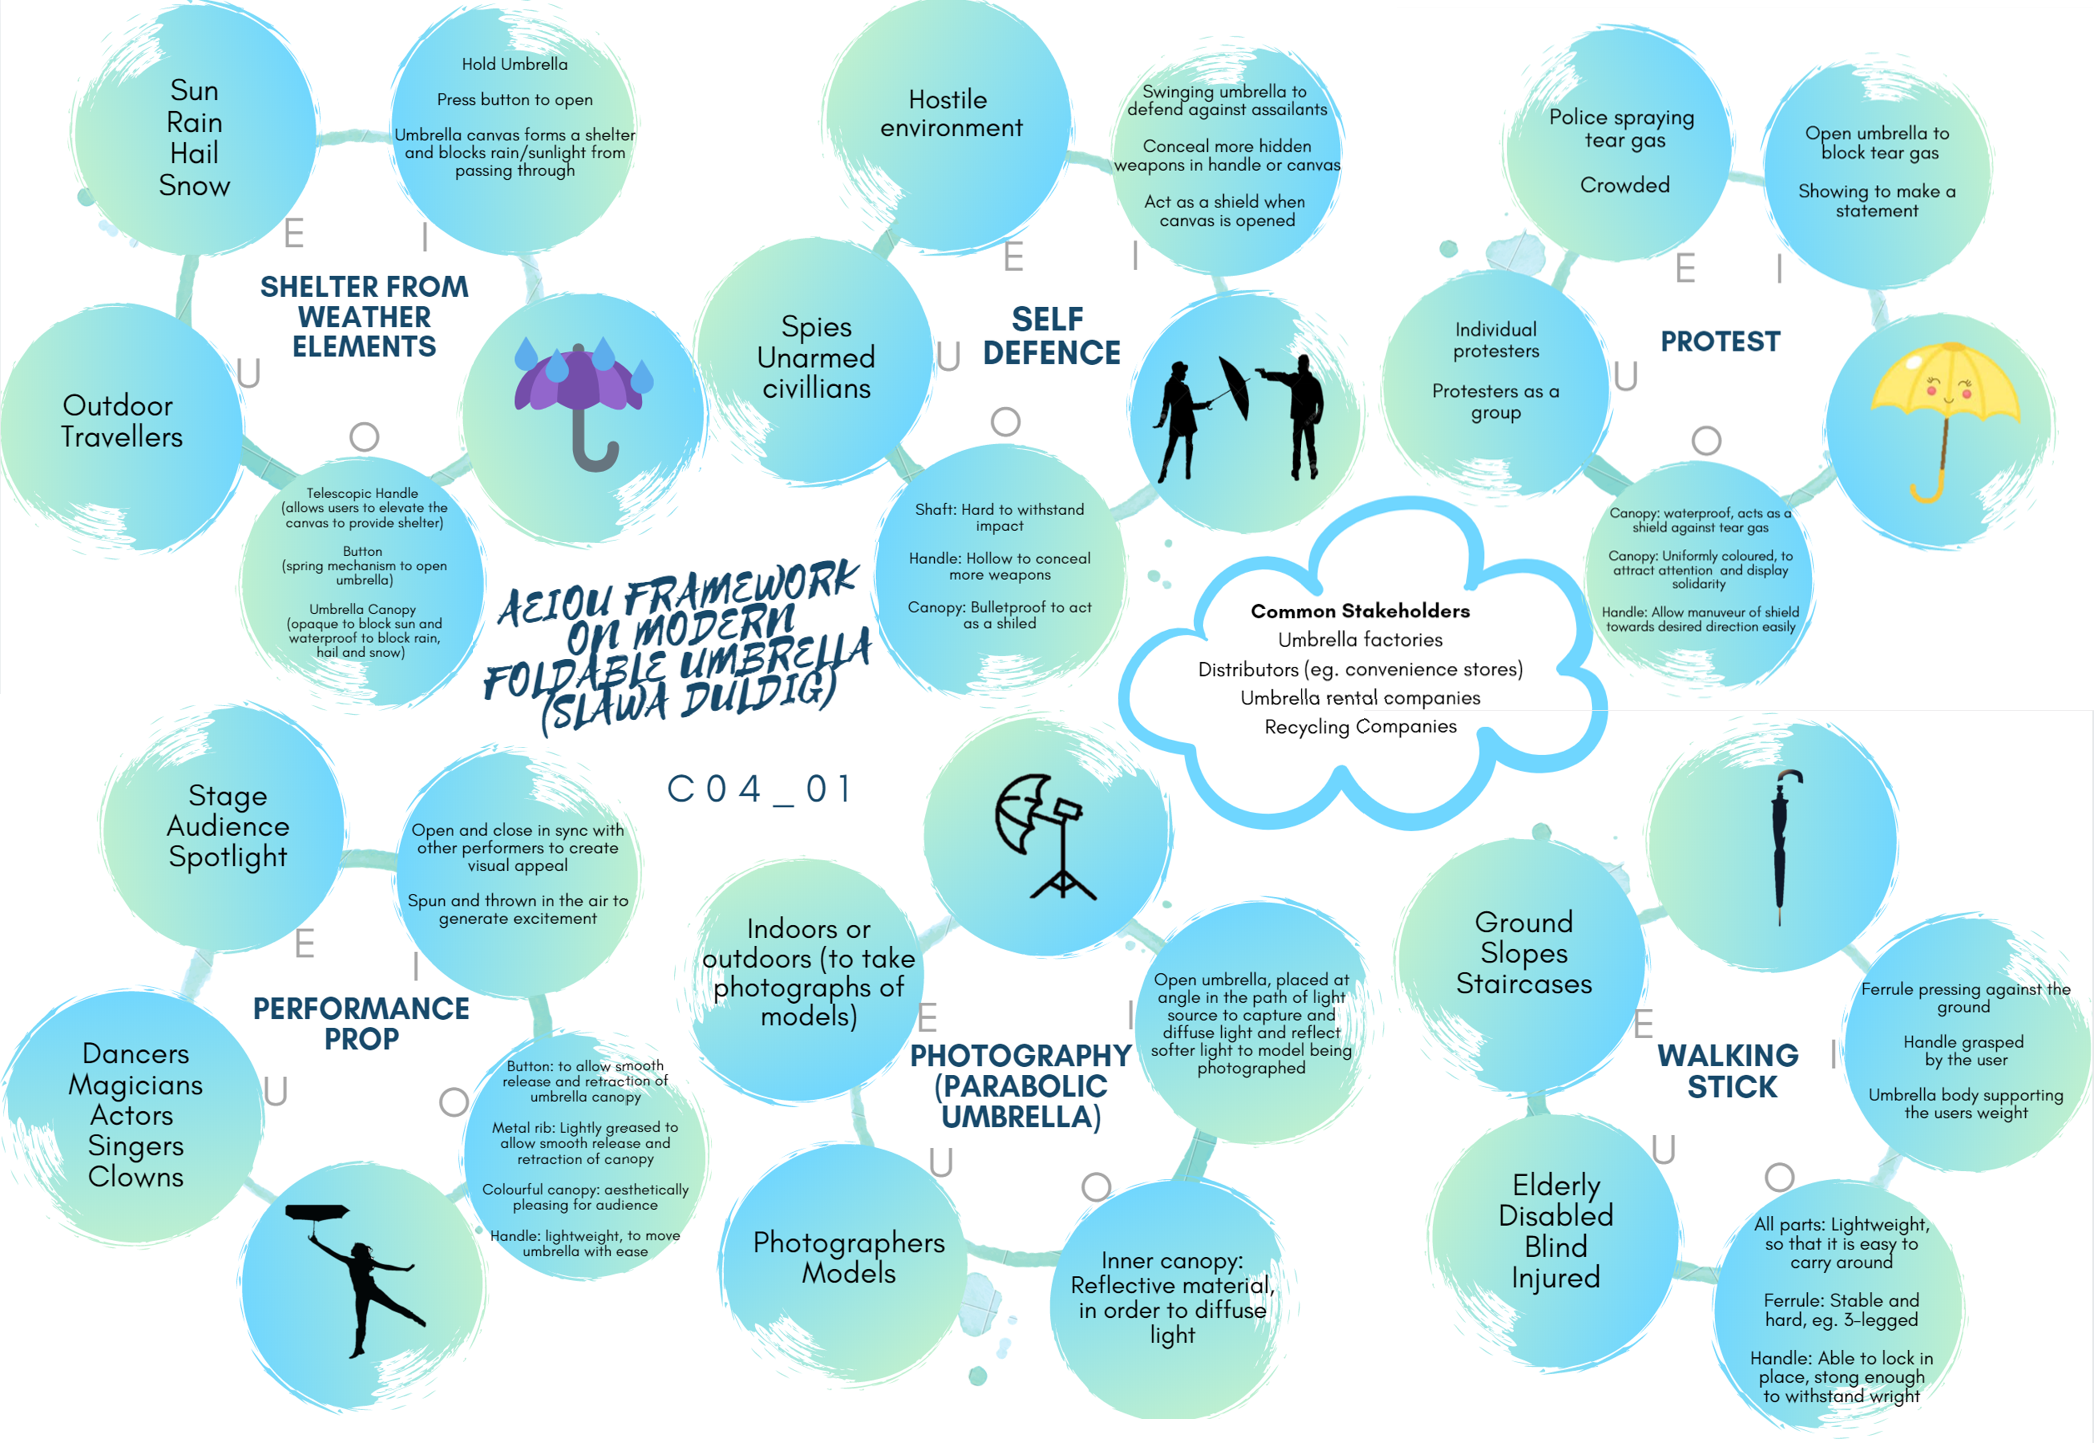 Sun
Rain
Hail
Snow
E
Hold Umbrella
Press button to open
Umbrella canvas forms a shelter
and blocks rain/sunlight from
passing through
I
SHELTER FROM
WEATHER
ELEMENTS
Outdoor
Travellers
U
O
Telescopic Handle
(allows users to elevate the
canvas to provide shelter)
Button
(spring mechanism to open
umbrella)
Umbrella Canopy
(opaque to block sun and
waterproof to block rain,
hail and snow)
Hostile
environment
E
Swinging umbrella to
defend against assailants
Conceal more hidden
weapons in handle or canvas
Act as a shield when
canvas is opened
I
SELF
DEFENCE
Spies
Unarmed
civillians
U
O
Shaft: Hard to withstand
impact
Handle: Hollow to conceal
more weapons
Canopy: Bulletproof to act
as a shiled
Police spraying
tear gas
Crowded
E
Open umbrella to
block tear gas
Showing to make a
statement
I
PROTEST
Individual
protesters
Protesters as a
group
U
O
Canopy: waterproof, acts as a
shield against tear gas
Canopy: Uniformly coloured, to
attract attention and display
solidarity
Handle: Allow manuveur of shield
towards desired direction easily
AEIOU FRAMEWORK
ON MODERN
FOLDABLE UMBRELLA
(SLAWA DULDIG)
C04_01
Common Stakeholders
Umbrella factories
Distributors (eg. convenience stores)
Umbrella rental companies
Recycling Companies
Stage
Audience
Spotlight
E
Open and close in sync with
other performers to create
visual appeal
Spun and thrown in the air to
generate excitement
I
PERFORMANCE
PROP
Dancers
Magicians
Actors
Singers
Clowns
U
O
Button: to allow smooth
release and retraction of
umbrella canopy
Metal rib: Lightly greased to
allow smooth release and
retraction of canopy
Colourful canopy: aesthetically
pleasing for audience
Handle: lightweight, to move
umbrella with ease
Indoors or
outdoors (to take
photographs of
models)
E
Open umbrella, placed at
angle in the path of light
source to capture and
diffuse light and reflect
softer light to model being
photographed
I
PHOTOGRAPHY
(PARABOLIC
UMBRELLA)
U
Photographers
Models
O
Inner canopy:
Reflective material,
in order to diffuse
light
Ground
Slopes
Staircases
E
Ferrule pressing against the
ground
Handle grasped
by the user
Umbrella body supporting
the users weight
I
WALKING
STICK
U
Elderly
Disabled
Blind
Injured
O
All parts: Lightweight,
so that it is easy to
carry around
Ferrule: Stable and
hard, eg. 3-legged
Handle: Able to lock in
place, stong enough
to withstand wright